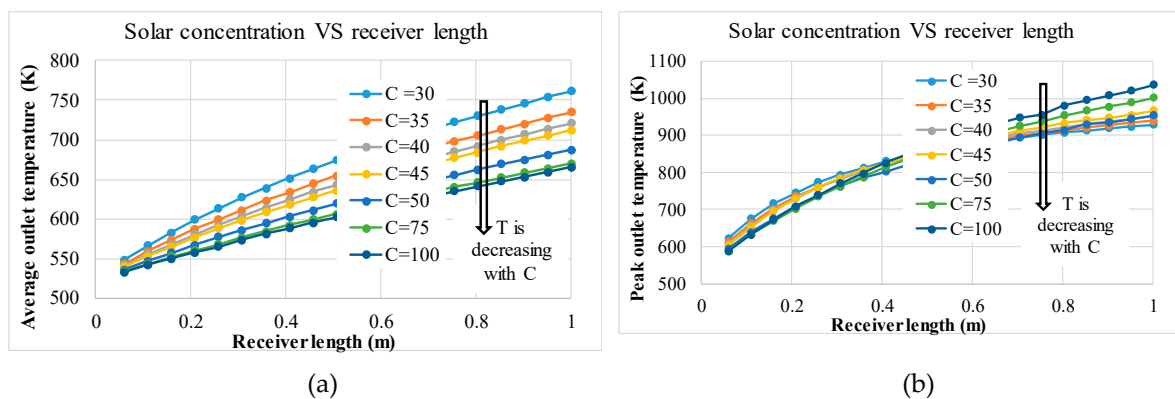 Solar concentration VS receiver length
Average outlet temperature (K)
800
750
700
650
600
550
500
C =30
C =35
C =40
C =45
C =50
C=75
C=100
T is
decreasing
with C
0
0.2
0.4
0.6
0.8
1
Receiver length (m)
(a)
Solar concentration VS receiver length
Peak outlet temperature (K)
1100
1000
900
800
700
600
500
C =30
C =35
C =40
C =45
C =50
C=75
C=100
T is
decreasing
with C
0
0.2
0.4
0.6
0.8
1
Receiver length (m)
(b)